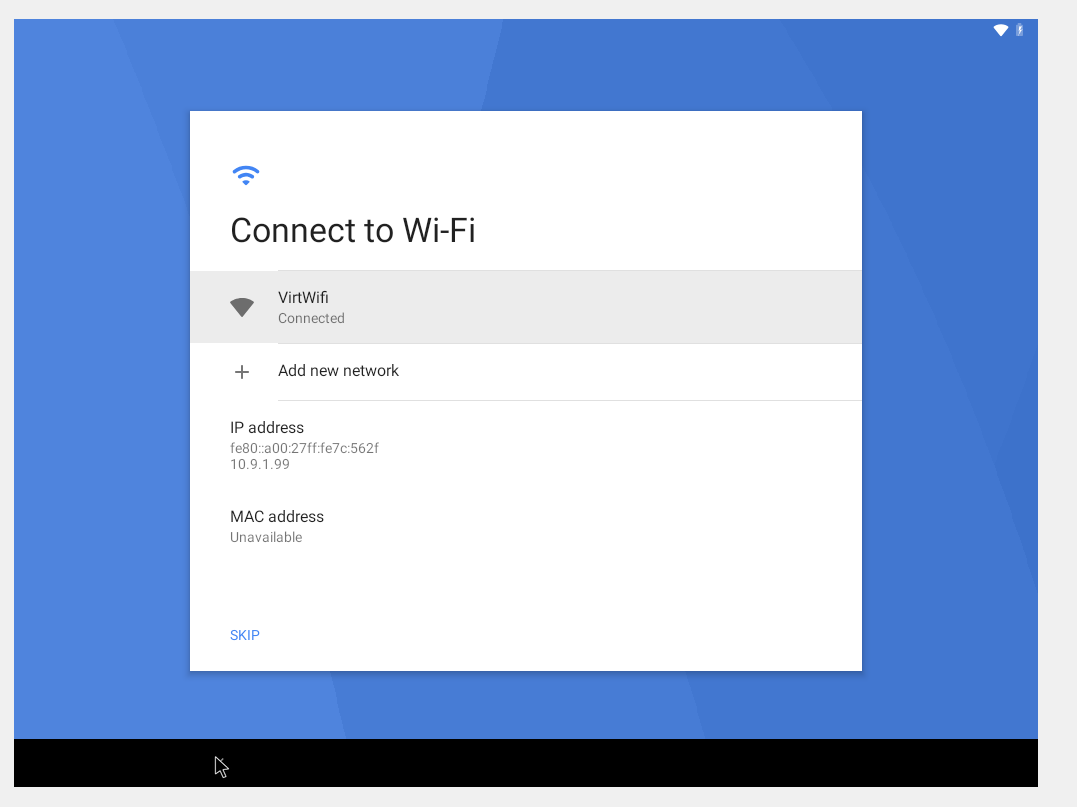 Connect to Wi-Fi
VirtWifi
Connected
Add new network
IP address
fe80::a00:27ff:fe7c:562f
10.9.1.99
MAC address
Unavailable
SKIP